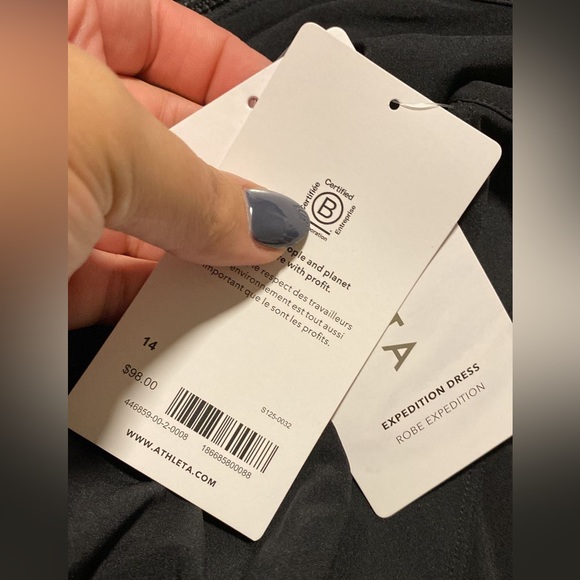 Certified
Certifiée
B
Entreprise
ople and planet
e with profit.
e respect des travailleurs
environnement est tout aussi
important que le sont les profits.
14
$98.00
S125-0032
446859-00-2-0008
186685800088
WWW.ATHLETA.COM
TA
EXPEDITION DRESS
ROBE EXPEDITION